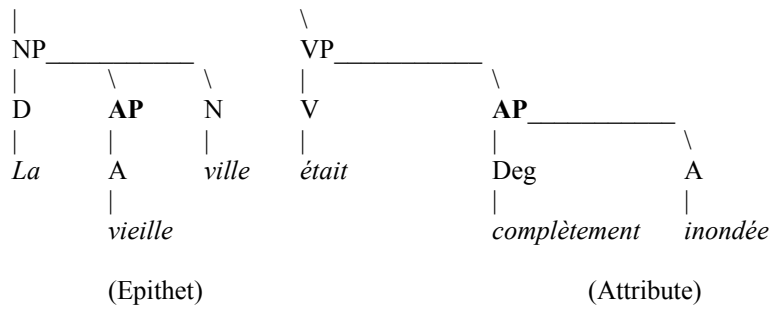 NP VP
D AP N V AP
La A ville était Deg A
vieille complètement inondée
(Epithet) (Attribute)